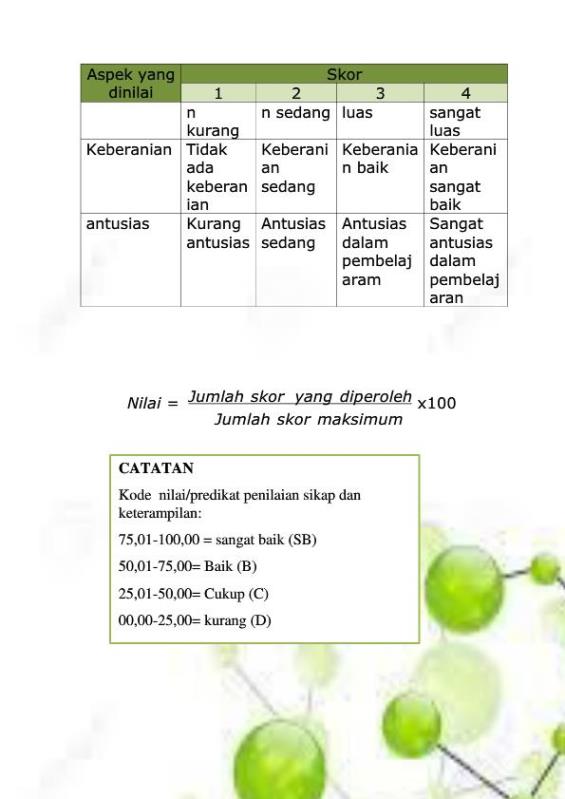 Aspek yang dinilai Skor
1 2 3 4
n kurang n sedang luas sangat luas
Keberanian Tidak ada keberan ian Keberani an sedang Keberania n baik Keberani an sangat baik
antusias Kurang antusias Antusias sedang Antusias dalam pembelaj aram Sangat antusias dalam pembelaj aran
Nilai = Jumlah skor yang diperoleh x100
Jumlah skor maksimum
CATATAN
Kode nilai/predikat penilaian sikap dan
keterampilan:
75,01-100,00 = sangat baik (SB)
50,01-75,00= Baik (B)
25,01-50,00= Cukup (C)
00,00-25,00= kurang (D)